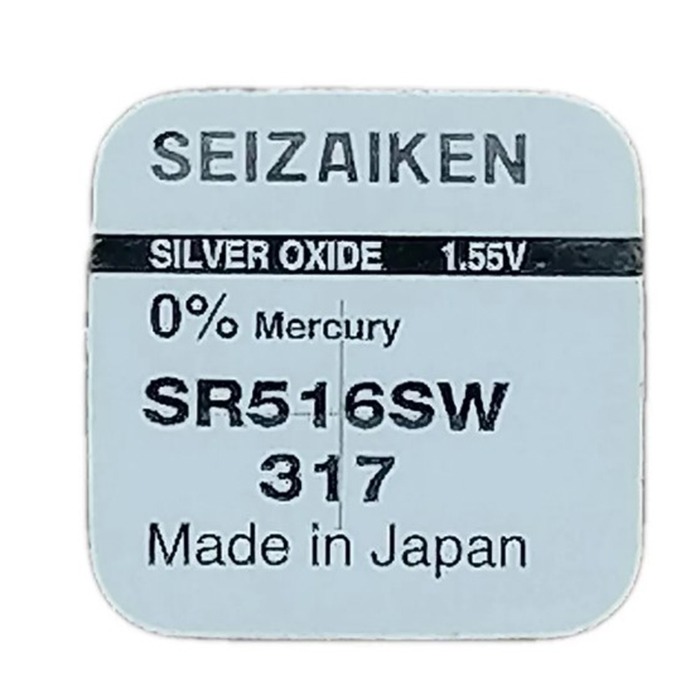 SEIZAIKEN
SILVER OXIDE 1.55V
0% Mercury
SR516SW
317
Made in Japan